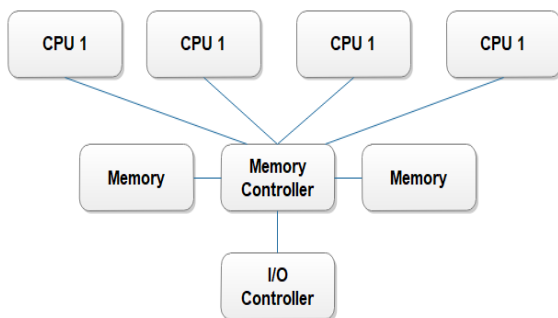 CPU 1
CPU 1
CPU 1
CPU 1
Memory
Memory
Controller
Memory
I/O
Controller